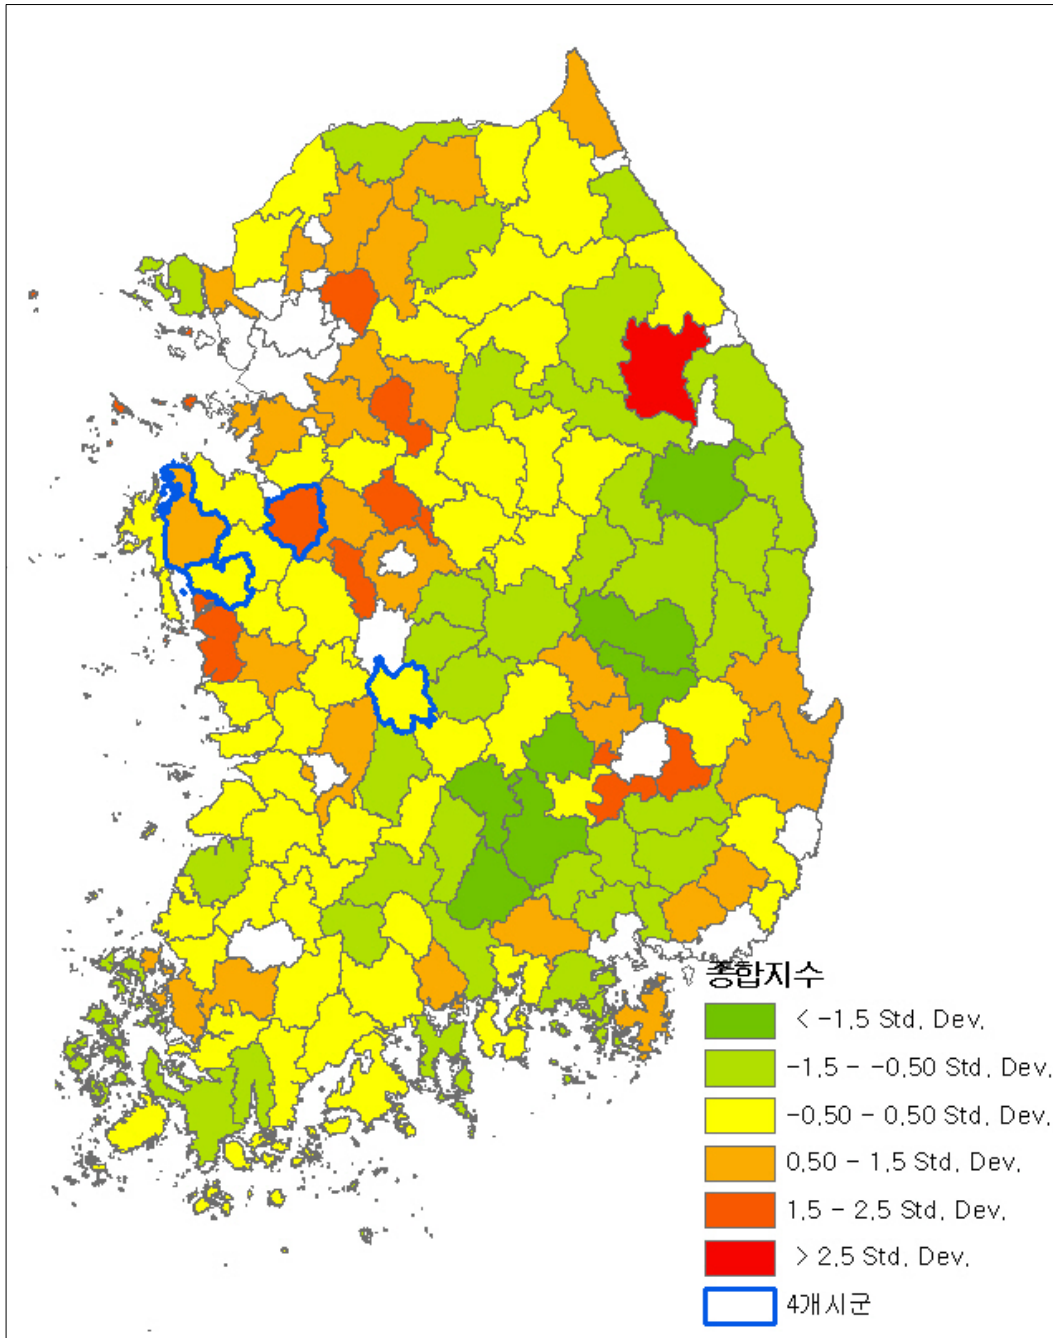 종합지수
< -1,5 Std, Dev,
-1,5 - -0,50 Std, Dev,
-0,50 - 0,50 Std, Dev,
0,50 - 1,5 Std, Dev,
1,5 - 2,5 Std, Dev,
> 2,5 Std, Dev,
4개시군